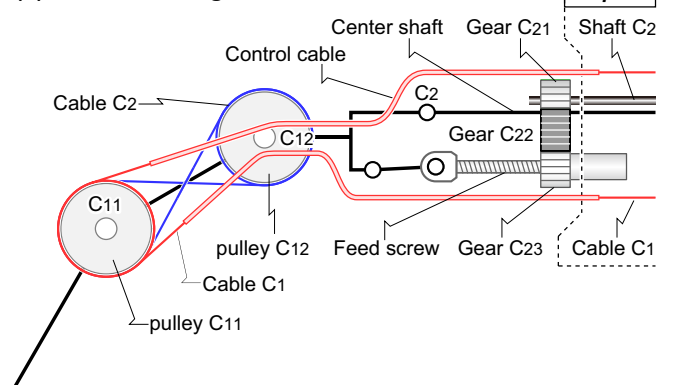 Center shaft
Gear C21
Shaft C2
Control cable
Cable C2
C2
C12
Gear C22
C11
pulley C12
Feed screw
Gear C23
Cable C1
Cable C1
pulley C11